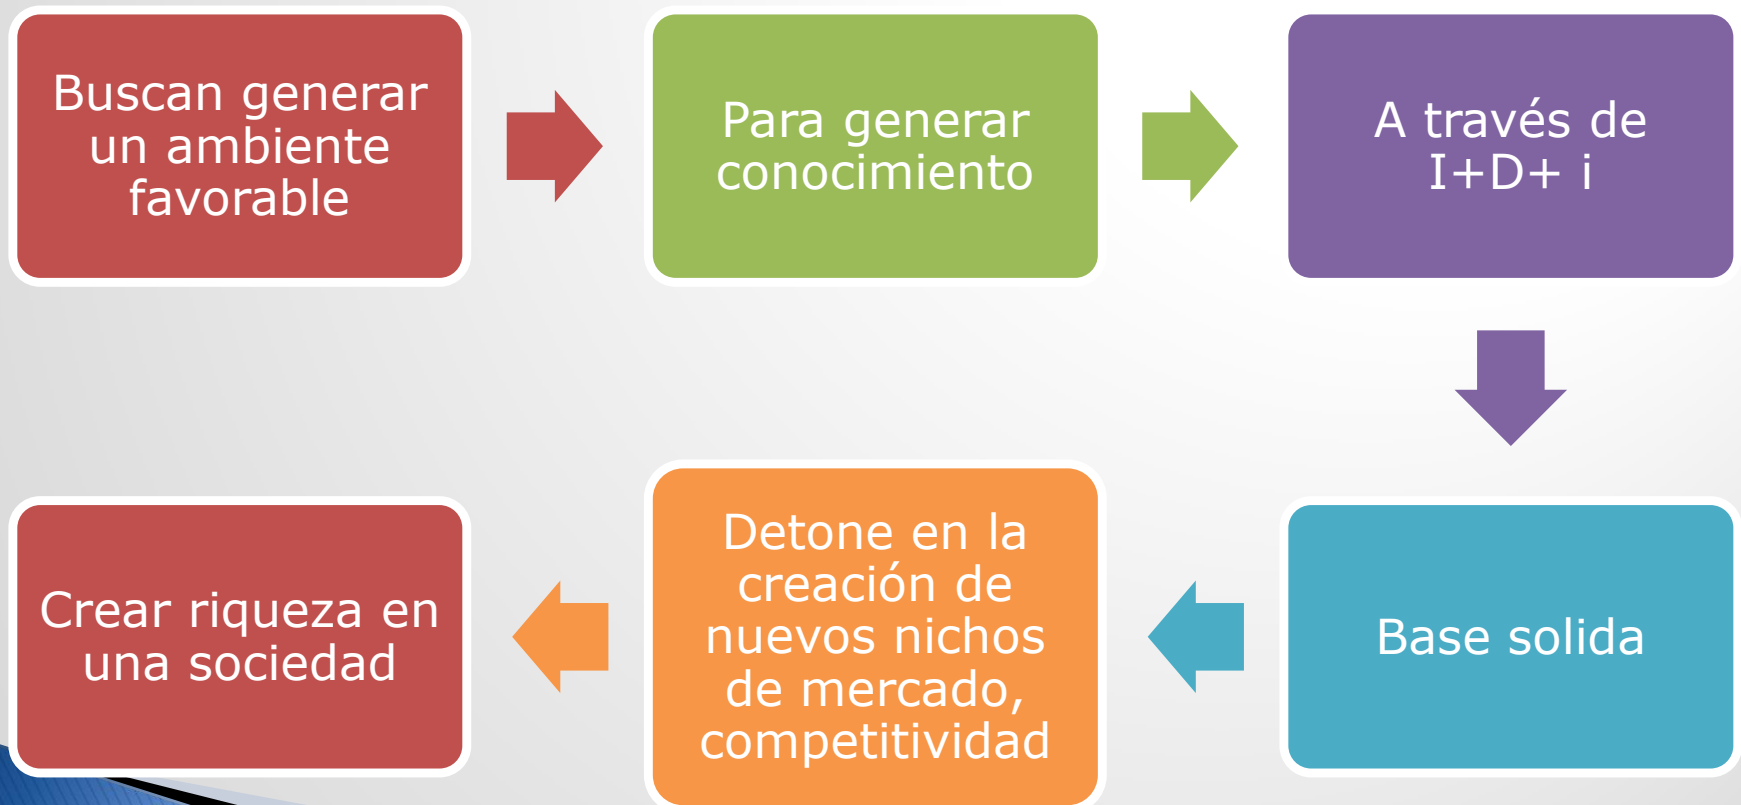 Buscan generar
un ambiente
favorable
Para generar
conocimiento
A través de
I+D+ i
Base solida
Detone en la
creación de
nuevos nichos
de mercado,
competitividad
Crear riqueza en
una sociedad